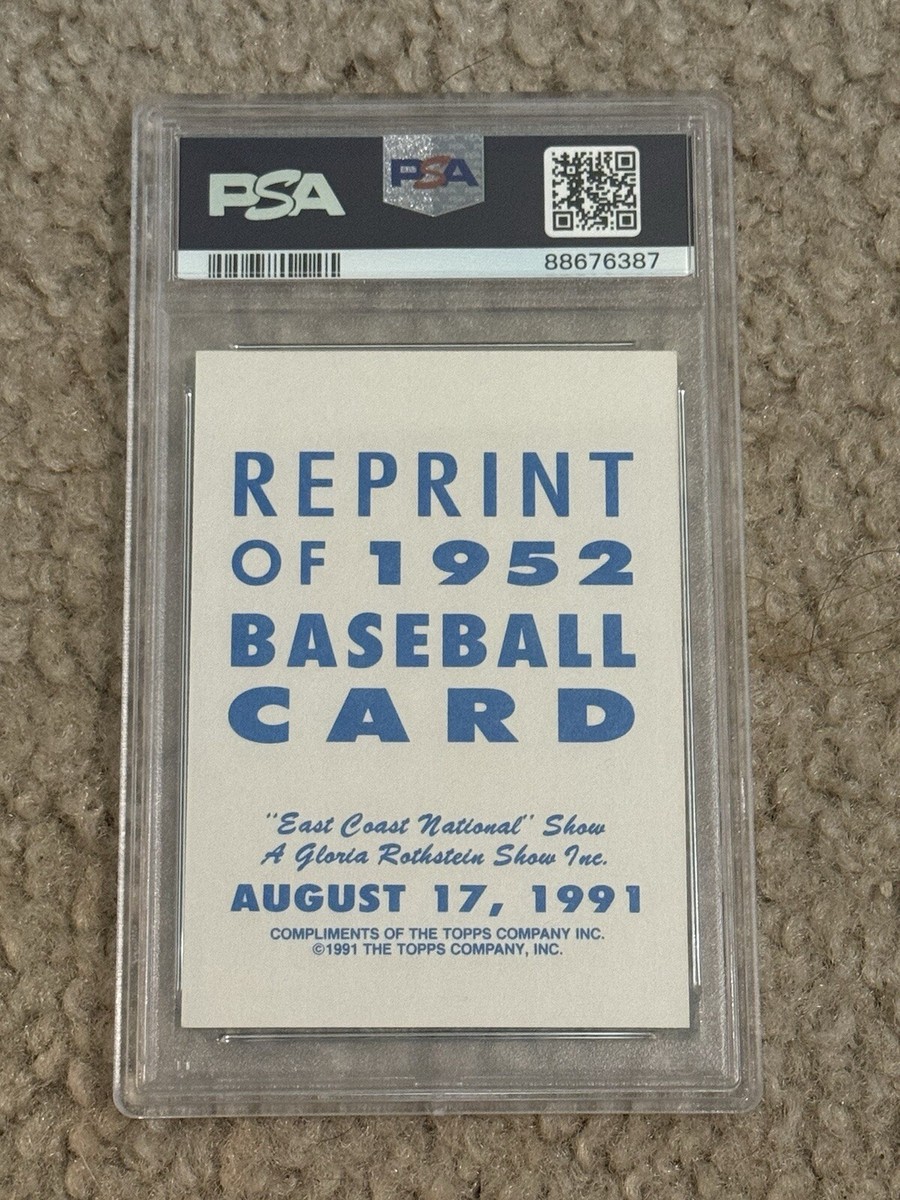 PSA
PSA
88676387
REPRINT
OF 1952
BASEBALL
CARD
"East Coast National" Show
A Gloria Rothstein Show Inc.
AUGUST 17, 1991
COMPLIMENTS OF THE TOPPS COMPANY INC.
©1991 THE TOPPS COMPANY, INC.